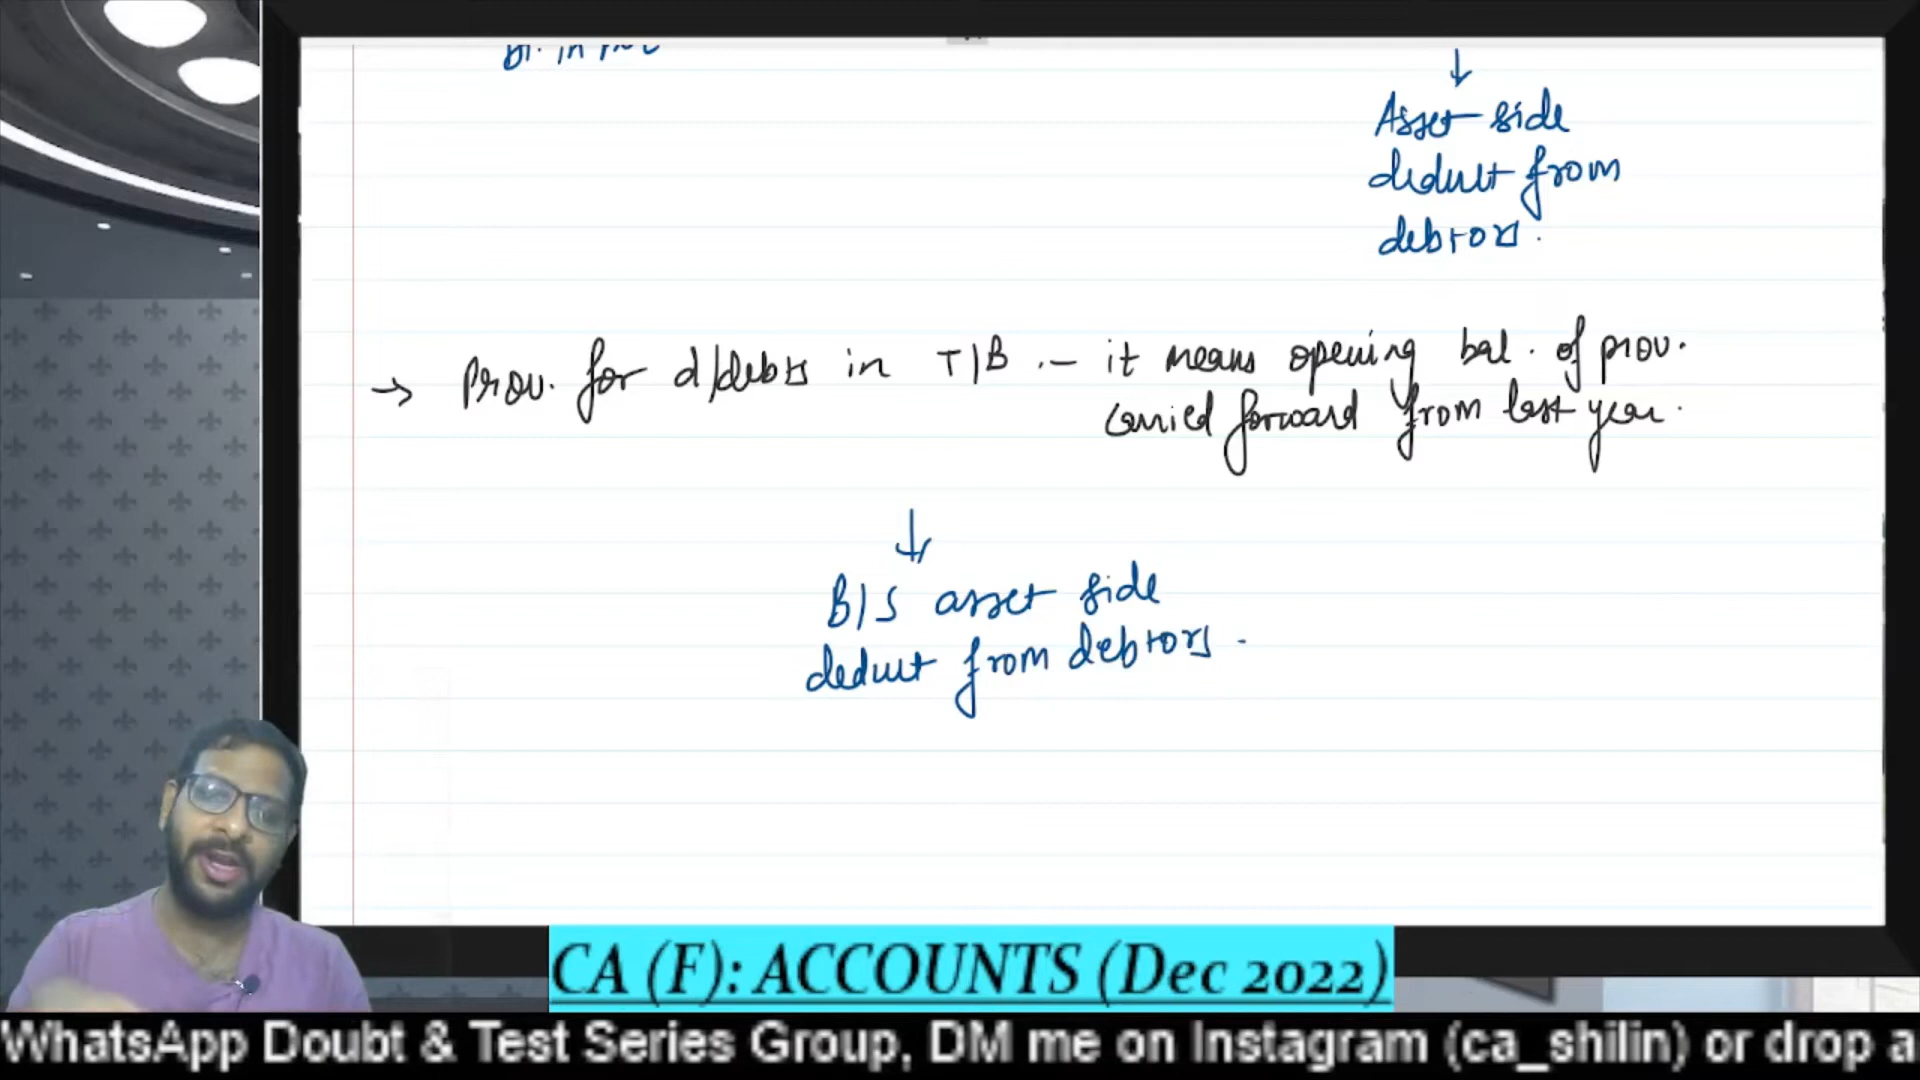 Asset side
deduct from
debtors.
→ Prov. for d/debts in T/B. – it means opening bal. of prov.
carried forward from last year.
↓
B/S asset side
deduct from debtors.
CA (F): ACCOUNTS (Dec 2022)
WhatsApp Doubt & Test Series Group, DM me on Instagram (ca_shilin) or drop a